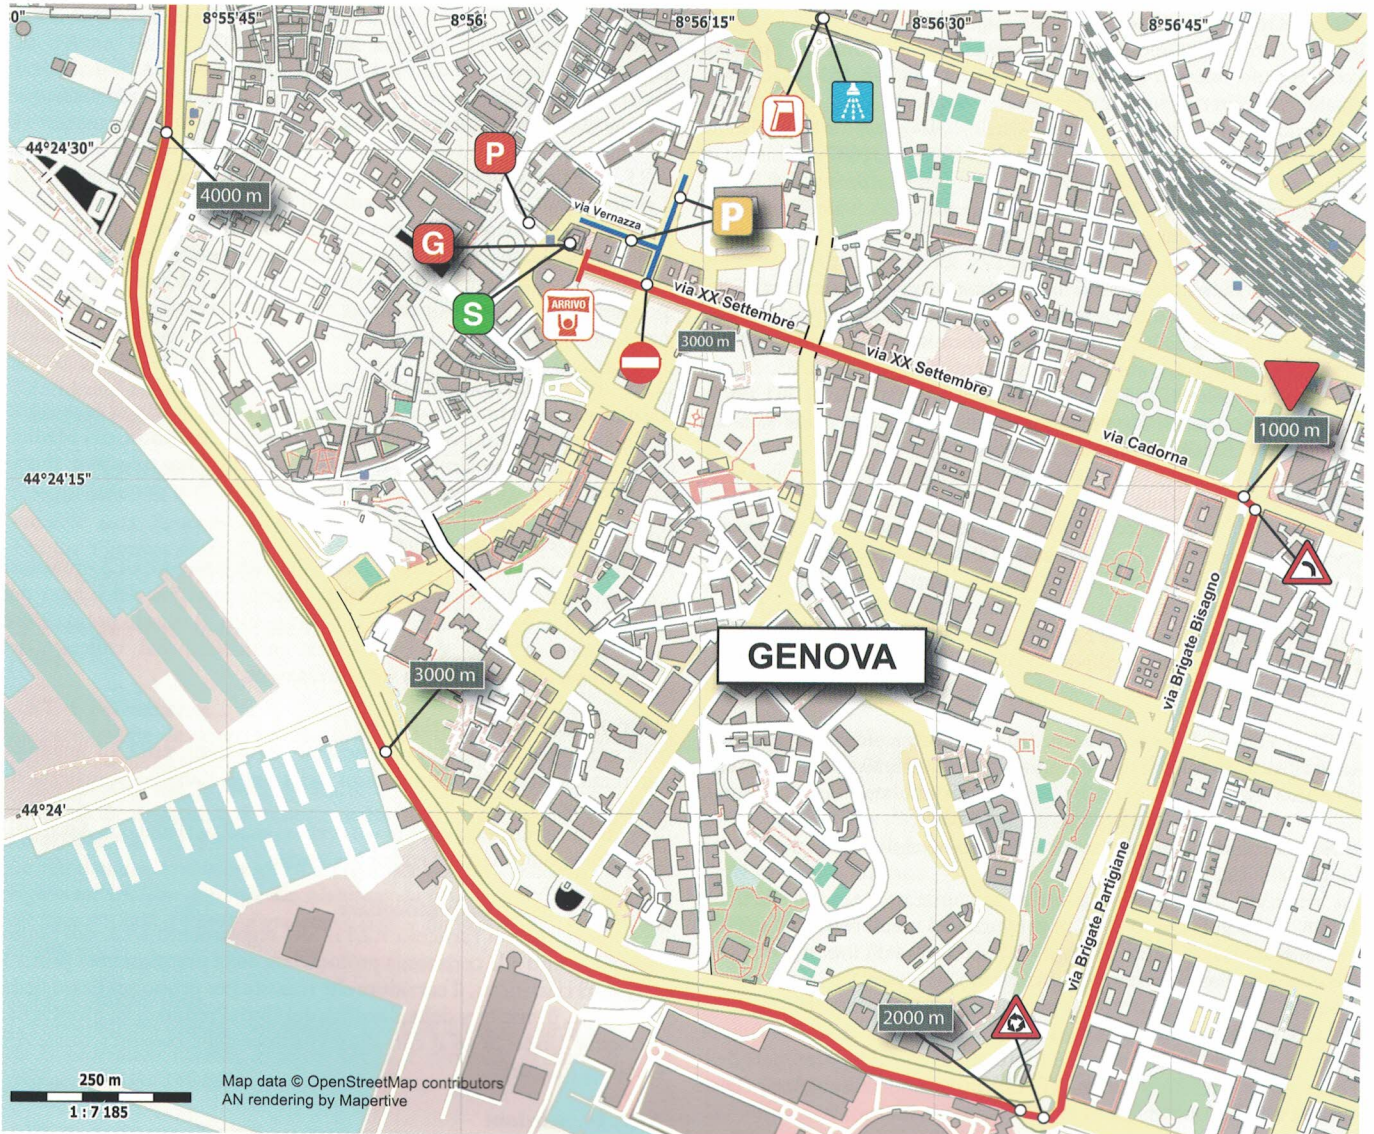 0"
8°55'45"
8°56'
8°56'15"
8°56'30"
8°56'45"
44°24'30"
4000 m
P
via Vernazza
P
G
S
ARRIVO
via XX Settembre
3000 m
via XX Settembre
1000 m
via Cadorna
44°24'15"
via Brigate Bisagno
GENOVA
3000 m
44°24'
via Brigate Partigiane
2000 m
250 m
1 : 7 185
Map data © OpenStreetMap contributors
AN rendering by Mapertive